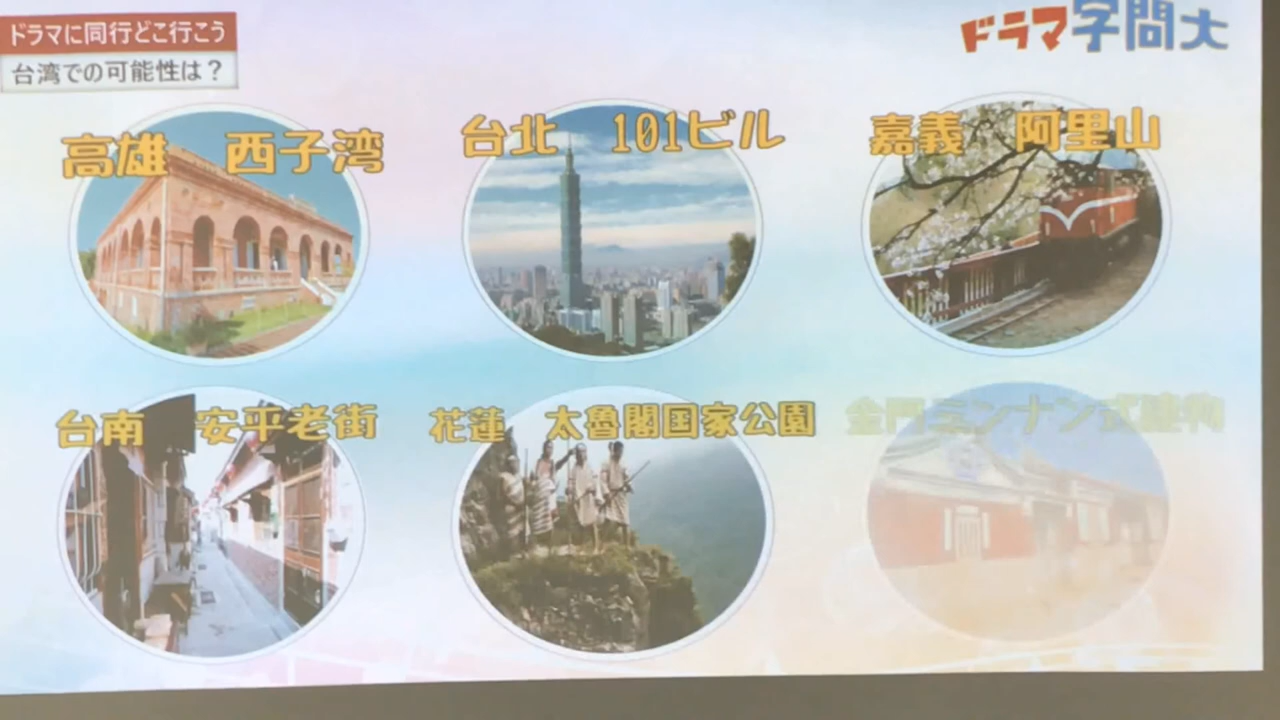 ドラマに同行どこ行こう
台湾での可能性は?
ドラマ字問大
高雄 西子湾
台北 101ビル
嘉義 阿里山
台南 安平老街
花蓮 太魯閣国家公園
金門ミンナン式建物